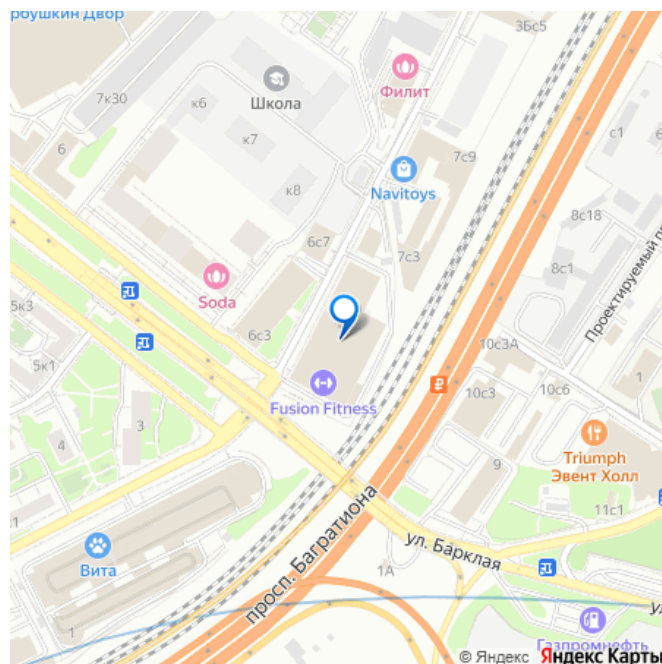 рбушкин Двор
3Бс5
Филит
Школа
7к30
к6
к7
с1
6
7с9
Navitoys
к8
8с18
6с7
7с3
8с1
Проектируемый п
Soda
5к3
6с3
10с3А
5к1
10с3
10с6
1
Fusion Fitness
3
4
Triumph
Эвент Холл
9
11с1
1
просп. Багратиона
ул. Барклая
Вита
1А
1
Газпромнефть
© Яндекс Яндекс Карты